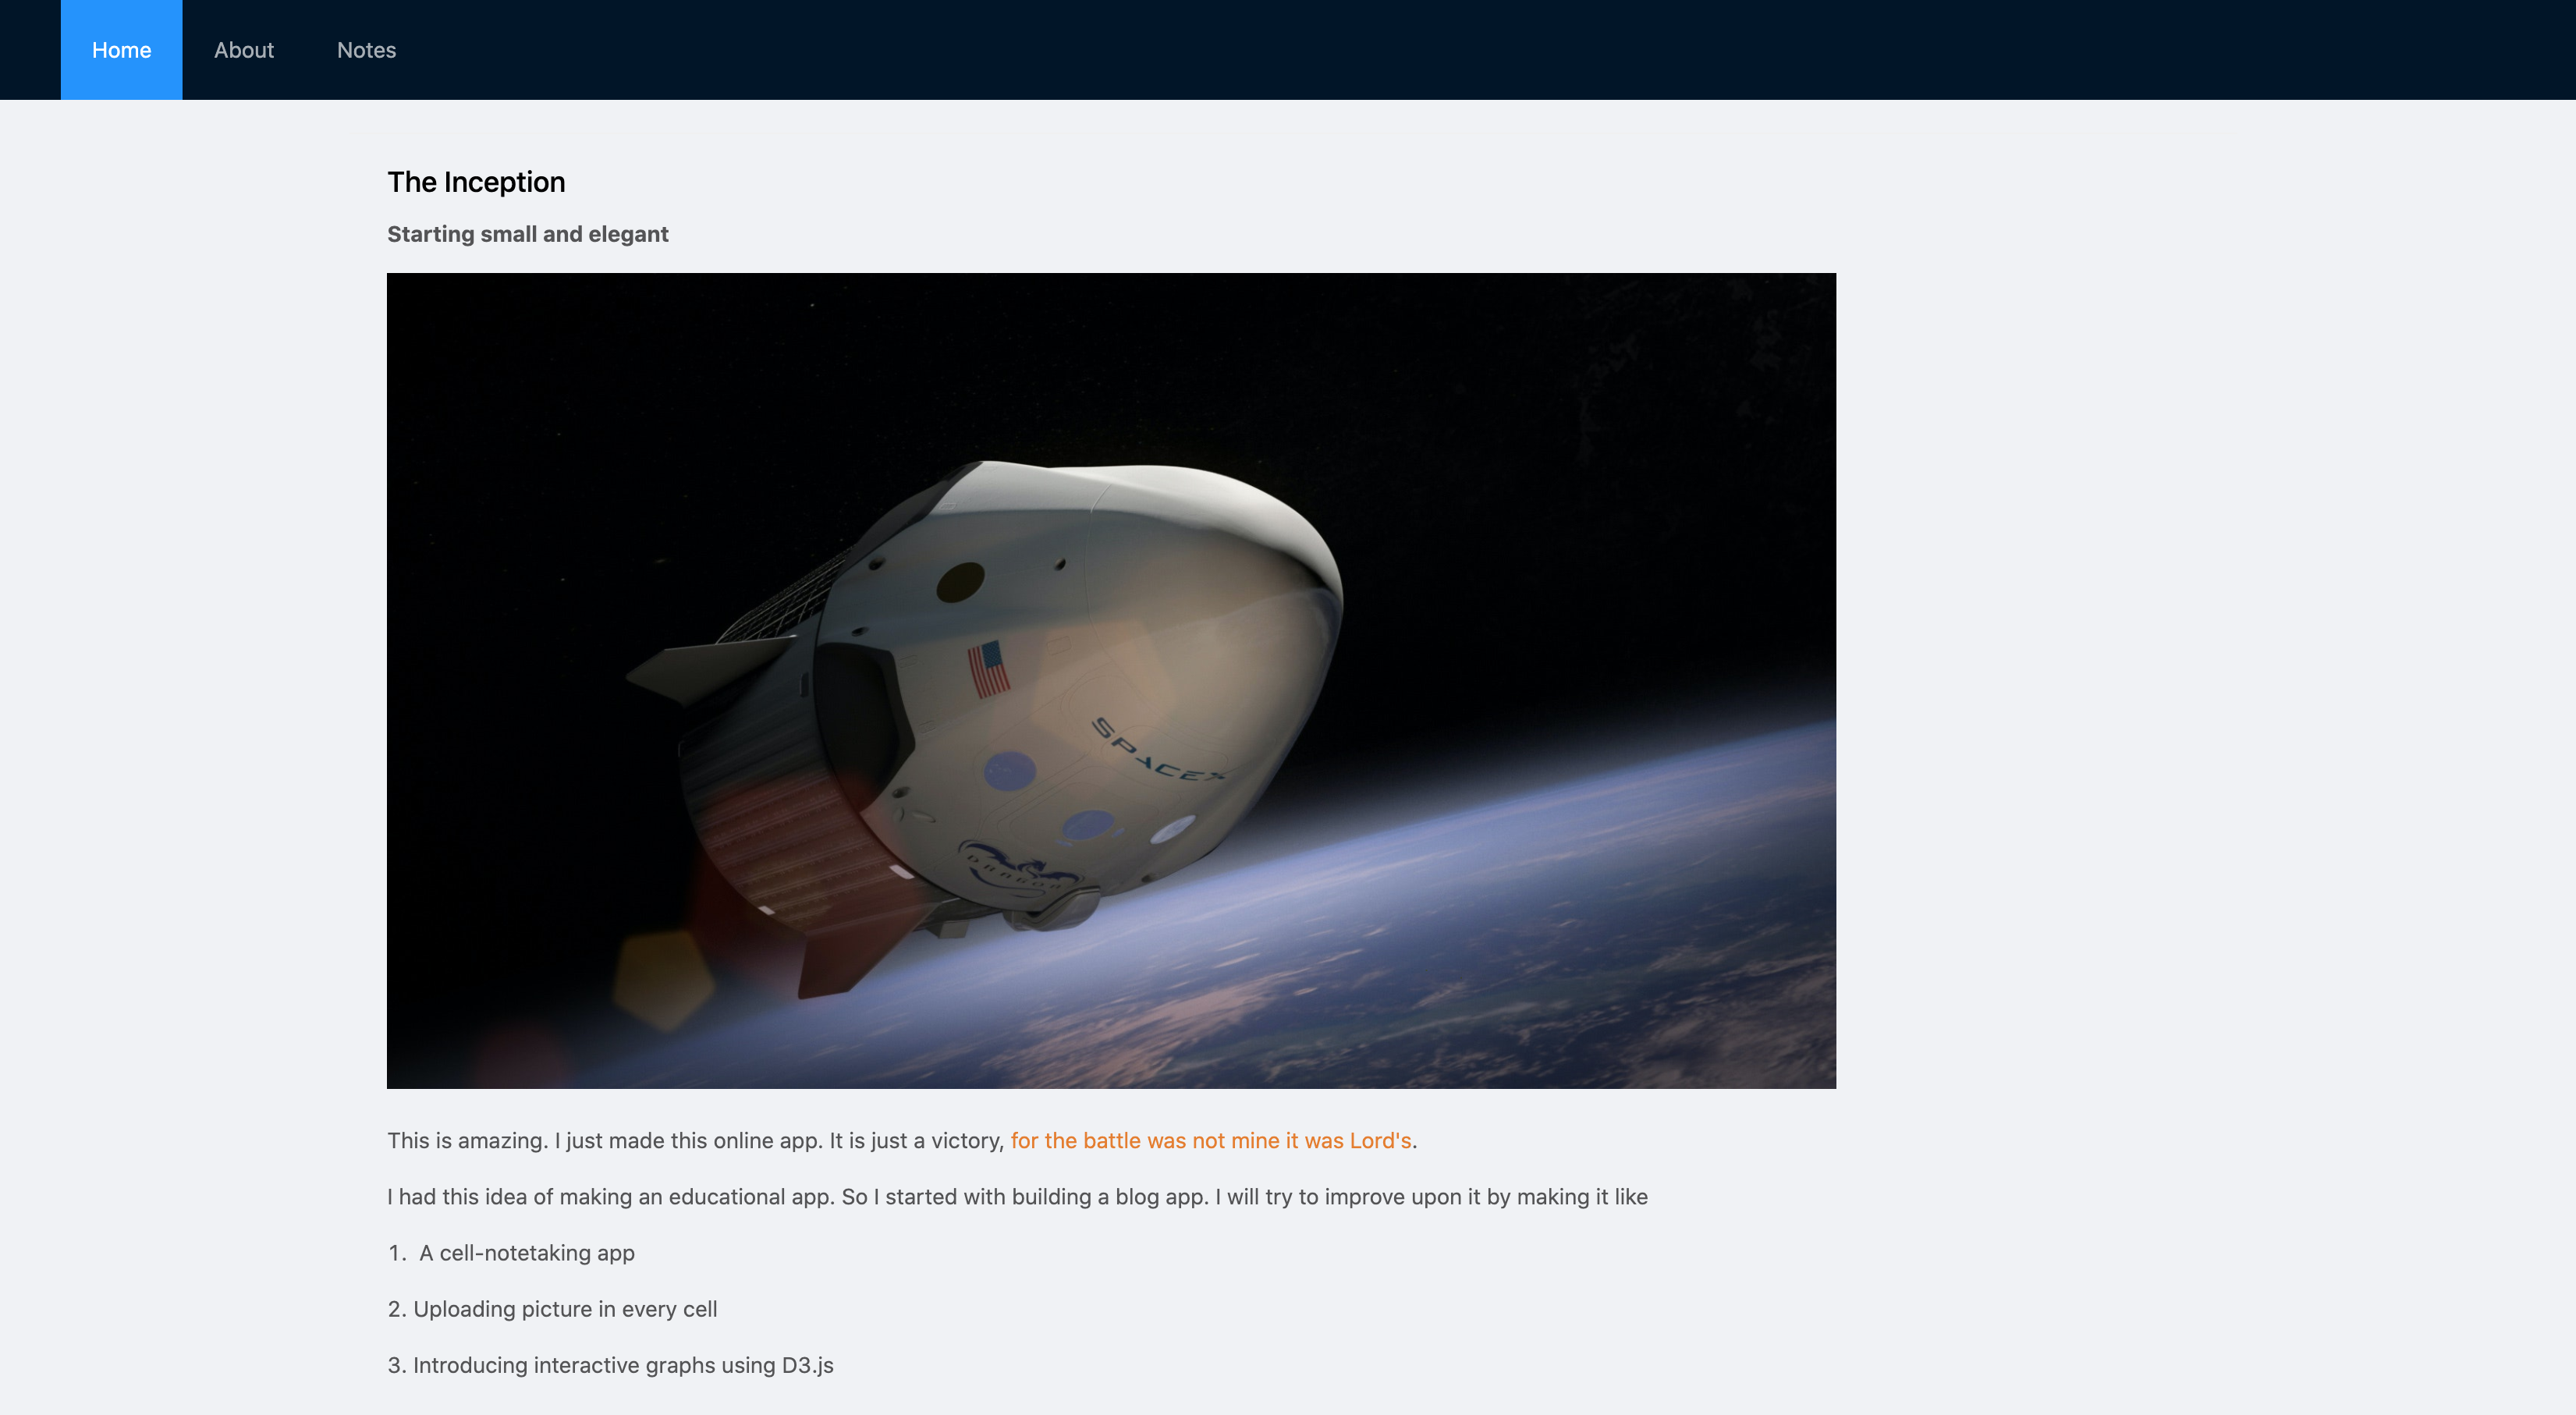 Home About Notes
The Inception
Starting small and elegant
SPACEX
DRAGON
This is amazing. I just made this online app. It is just a victory, for the battle was not mine it was Lord's.
I had this idea of making an educational app. So I started with building a blog app. I will try to improve upon it by making it like
1. A cell-notetaking app
2. Uploading picture in every cell
3. Introducing interactive graphs using D3.js